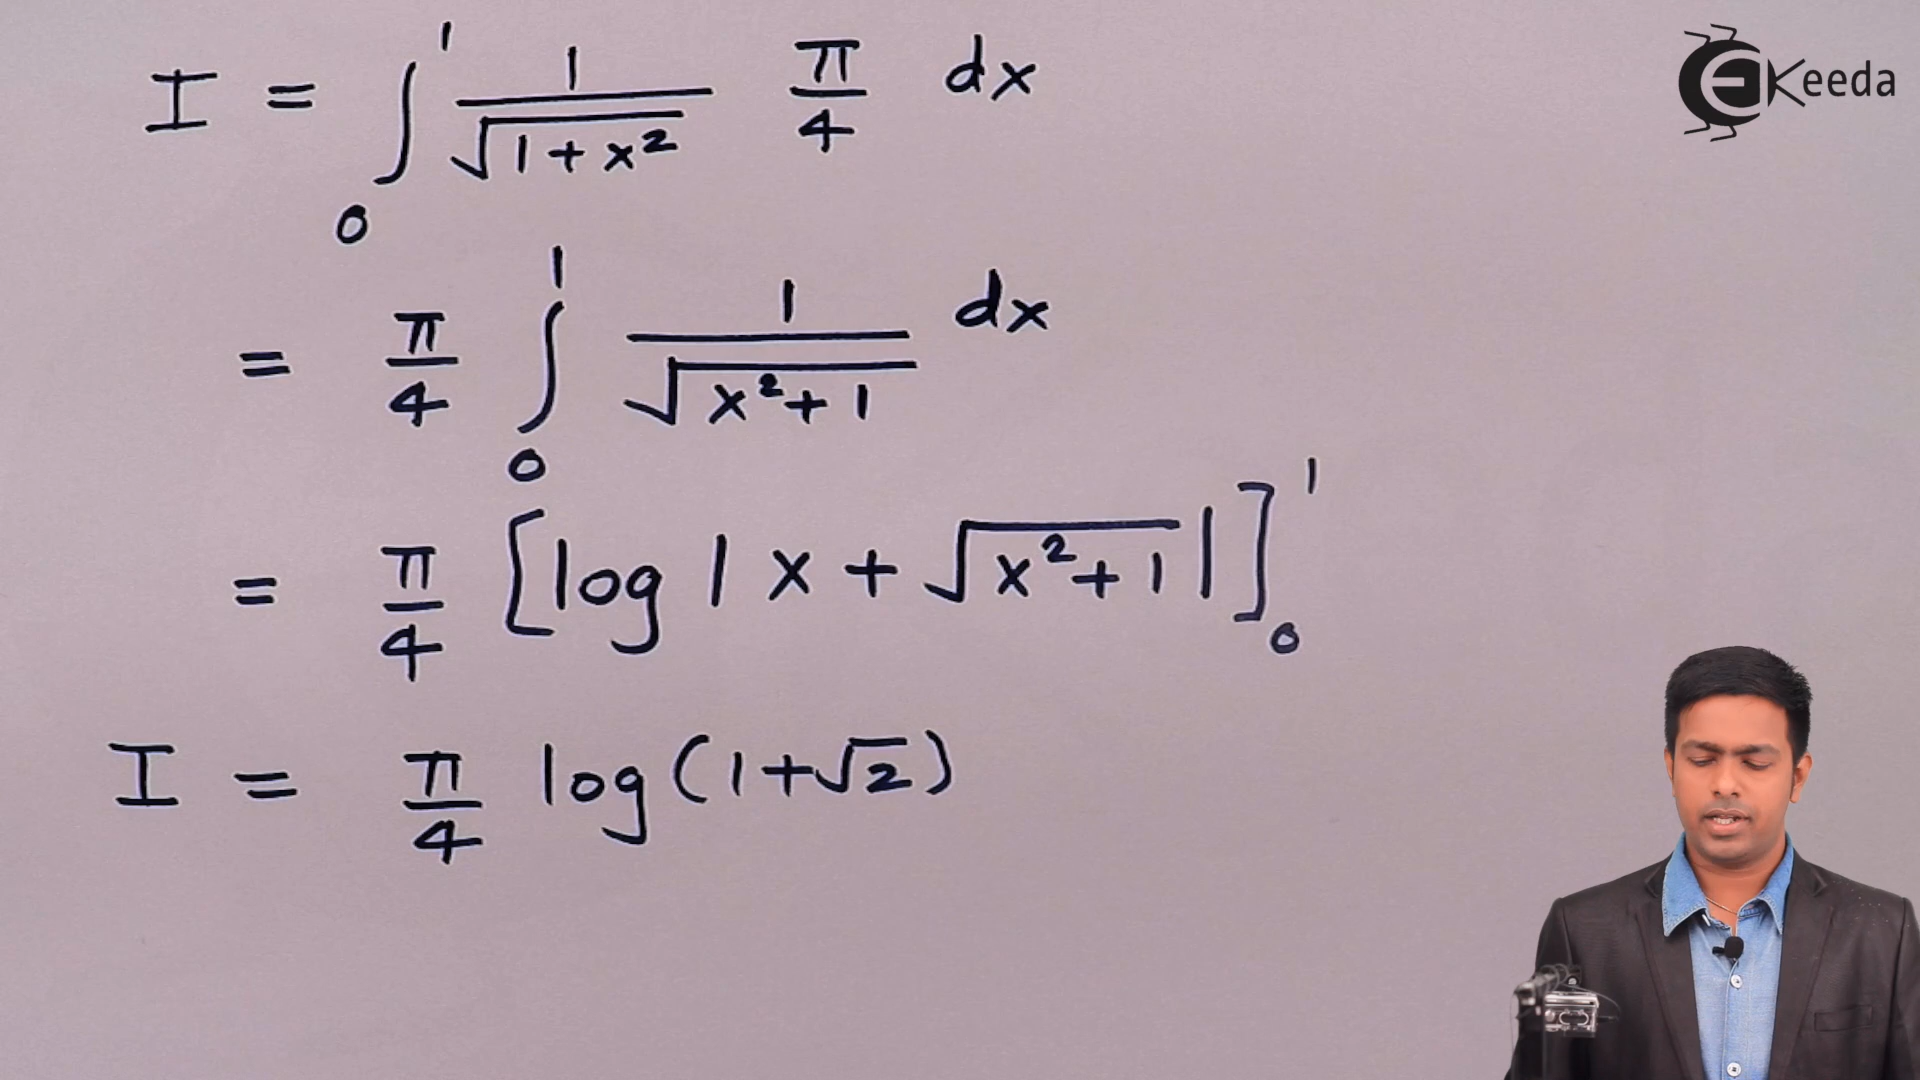 I = ∫₀¹ 1/√(1+x²) π/4 dx
= π/4 ∫₀¹ 1/√(x²+1) dx
= π/4 [log|x+√(x²+1)|]₀¹
I = π/4 log(1+√2)
EKeeda